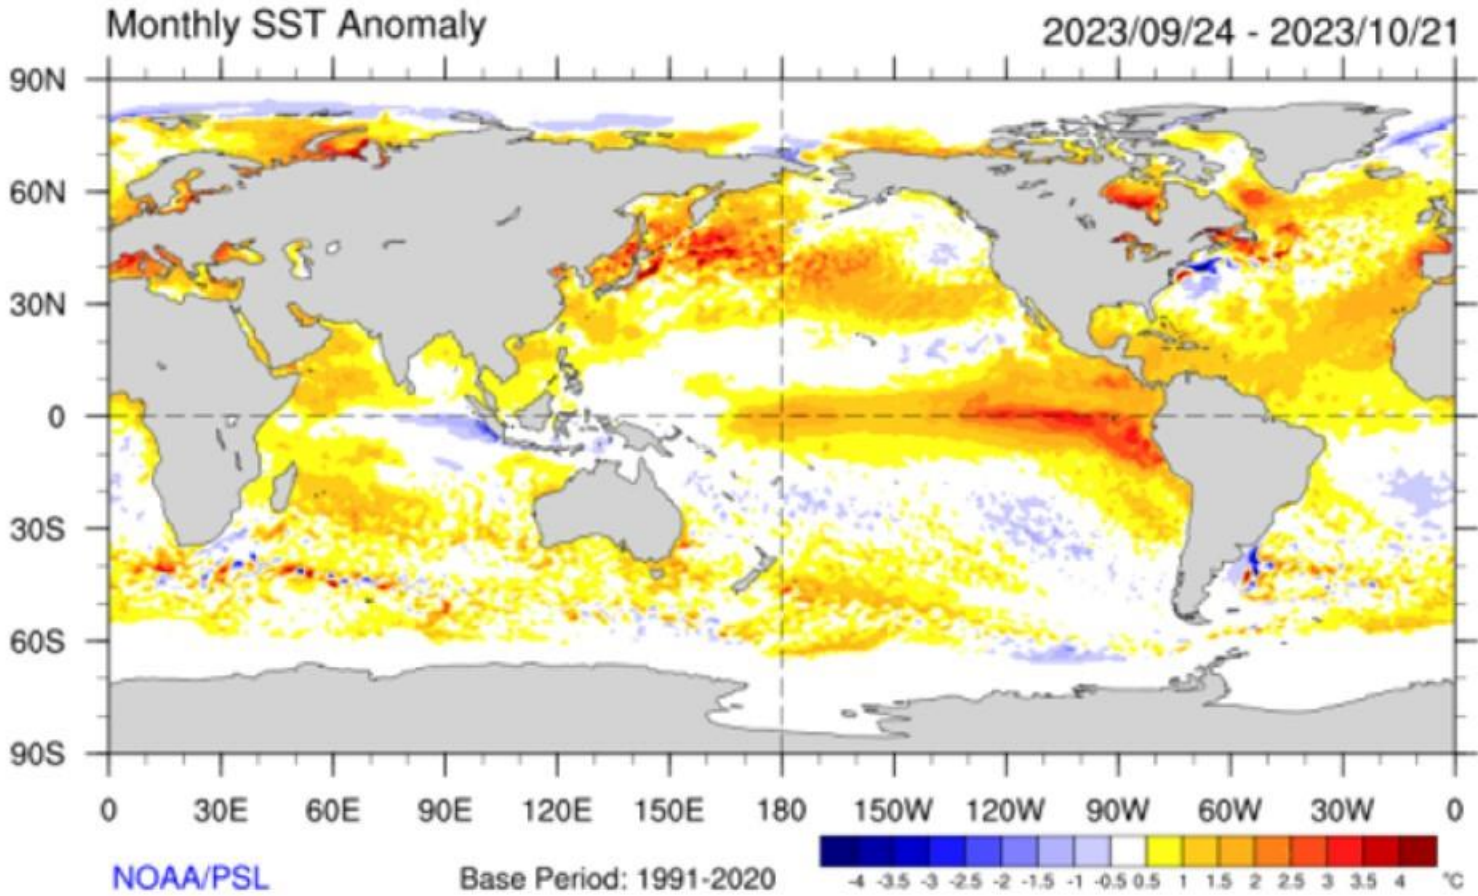 Monthly SST Anomaly 2023/09/24 - 2023/10/21
90N
60N
30N
0
30S
60S
90S
0 30E 60E 90E 120E 150E 180 150W 120W 90W 60W 30W 0
NOAA/PSL Base Period: 1991-2020 -4 -3.5 -3 -2.5 -2 -1.5 -1 -0.5 0.5 1 1.5 2 2.5 3 3.5 4 °C